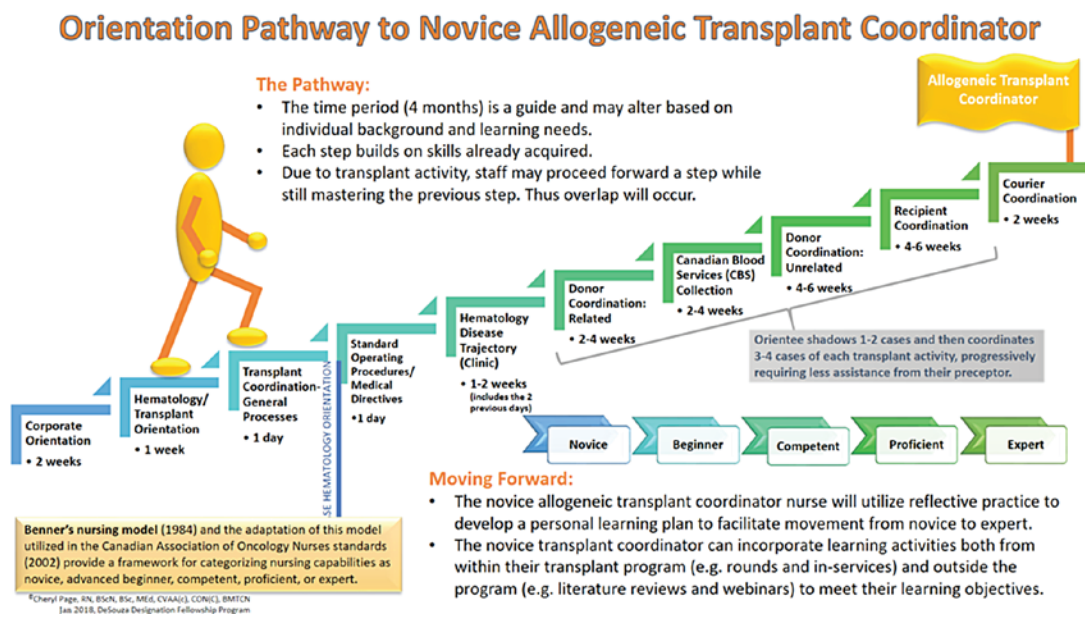 Orientation Pathway to Novice Allogeneic Transplant Coordinator
The Pathway:
• The time period (4 months) is a guide and may alter based on
individual background and learning needs.
• Each step builds on skills already acquired.
• Due to transplant activity, staff may proceed forward a step while
still mastering the previous step. Thus overlap will occur.
Allogeneic Transplant
Coordinator
Corporate
Orientation
• 2 weeks
Hematology/
Transplant
Orientation
• 1 week
Transplant
Coordination-
General
Processes
• 1 day
SE HEMATOLOGY ORIENTATION
Standard
Operating
Procedures/
Medical
Directives
•1 day
Hematology
Disease
Trajectory
(Clinic)
• 1-2 weeks
(includes the 2
previous days)
Donor
Coordination:
Related
• 2-4 weeks
Canadian Blood
Services (CBS)
Collection
• 2-4 weeks
Donor
Coordination:
Unrelated
• 4-6 weeks
Recipient
Coordination
• 4-6 weeks
Courier
Coordination
• 2 weeks
Orientee shadows 1-2 cases and then coordinates
3-4 cases of each transplant activity, progressively
requiring less assistance from their preceptor.
Novice
Beginner
Competent
Proficient
Expert
Moving Forward:
• The novice allogeneic transplant coordinator nurse will utilize reflective practice to
develop a personal learning plan to facilitate movement from novice to expert.
• The novice transplant coordinator can incorporate learning activities both from
within their transplant program (e.g. rounds and in-services) and outside the
program (e.g. literature reviews and webinars) to meet their learning objectives.
Benner's nursing model (1984) and the adaptation of this model
utilized in the Canadian Association of Oncology Nurses standards
(2002) provide a framework for categorizing nursing capabilities as
novice, advanced beginner, competent, proficient, or expert.
©Cheryl Page, RN, BScN, BSc, MEd, CVAA(c), CON(C), BMTCN
Jan 2018, DeSouza Designation Fellowship Program